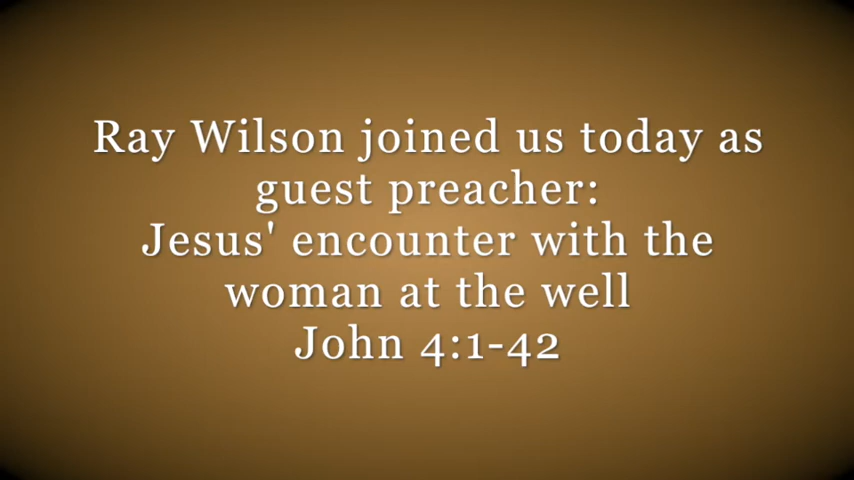 Ray Wilson joined us today as
guest preacher:
Jesus' encounter with the
woman at the well
John 4:1-42